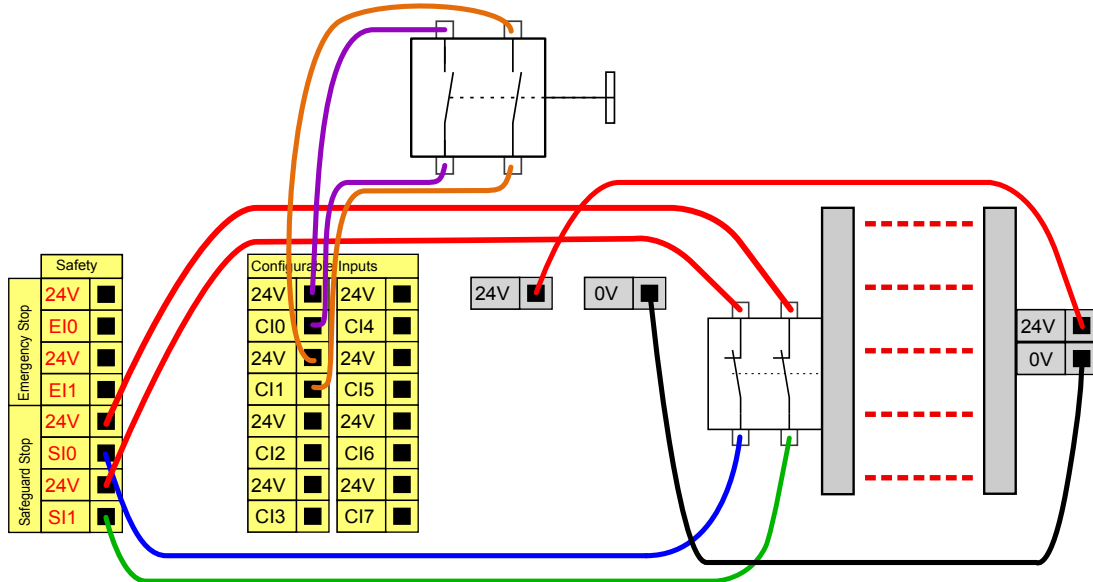 Safety
Emergency Stop
24V
EI0
24V
EI1
Safeguard Stop
24V
SI0
24V
SI1
Configurable Inputs
24V 24V
CI0 CI4
24V 24V
CI1 CI5
24V 24V
CI2 CI6
24V 24V
CI3 CI7
24V
0V
24V
0V